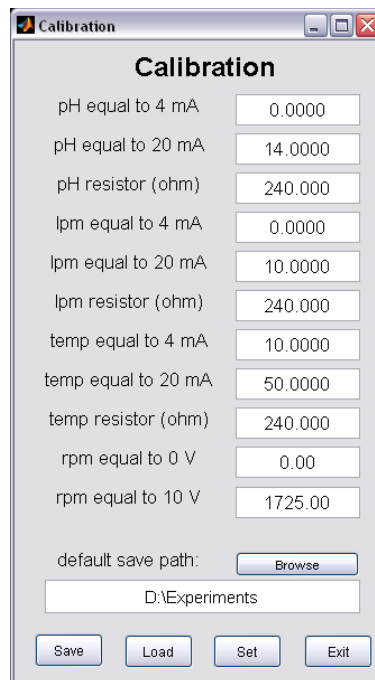 Calibration
Calibration
pH equal to 4 mA 0.0000
pH equal to 20 mA 14.0000
pH resistor (ohm) 240.000
lpm equal to 4 mA 0.0000
lpm equal to 20 mA 10.0000
lpm resistor (ohm) 240.000
temp equal to 4 mA 10.0000
temp equal to 20 mA 50.0000
temp resistor (ohm) 240.000
rpm equal to 0 V 0.00
rpm equal to 10 V 1725.00
default save path: Browse
D:\Experiments
Save Load Set Exit